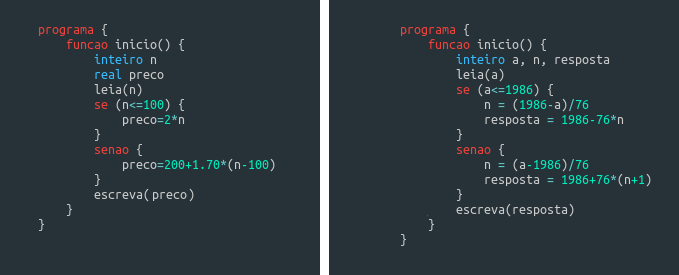 programa {
funcao inicio() {
inteiro n
real preco
leia(n)
se (n<=100) {
preco=2*n
}
senao {
preco=200+1.70*(n-100)
}
escreva(preco)
}
}
programa {
funcao inicio() {
inteiro a, n, resposta
leia(a)
se (a<=1986) {
n = (1986-a)/76
resposta = 1986-76*n
}
senao {
n = (a-1986)/76
resposta = 1986+76*(n+1)
}
escreva(resposta)
}
}